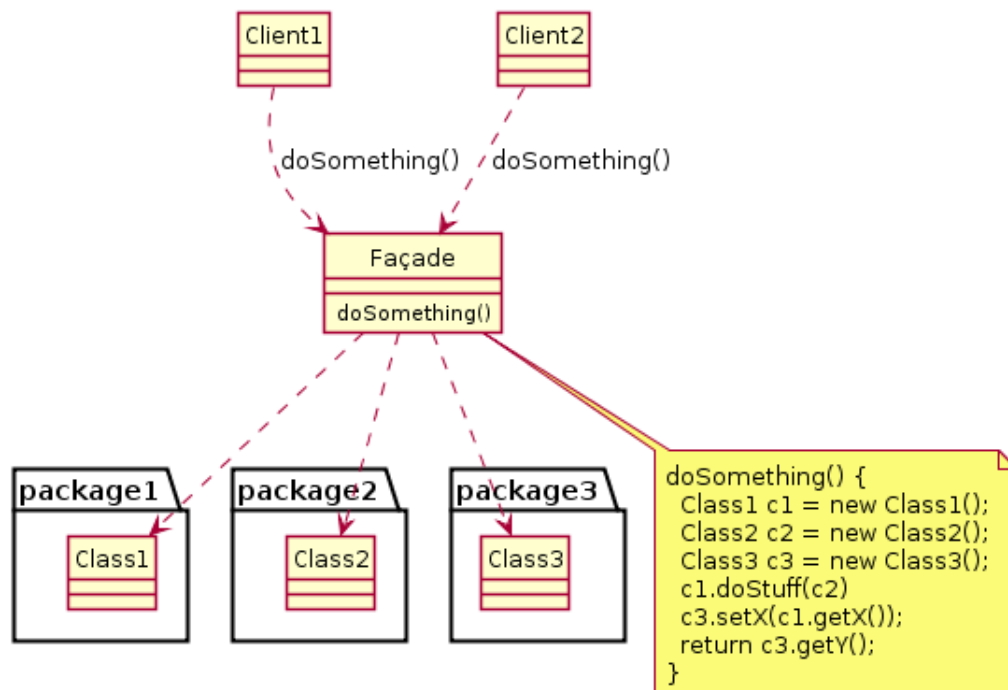 Client1
Client2
doSomething()
doSomething()
Façade
doSomething()
package1
package2
package3
Class1
Class2
Class3
doSomething() {
Class1 c1 = new Class1();
Class2 c2 = new Class2();
Class3 c3 = new Class3();
c1.doStuff(c2)
c3.setX(c1.getX());
return c3.getY();
}